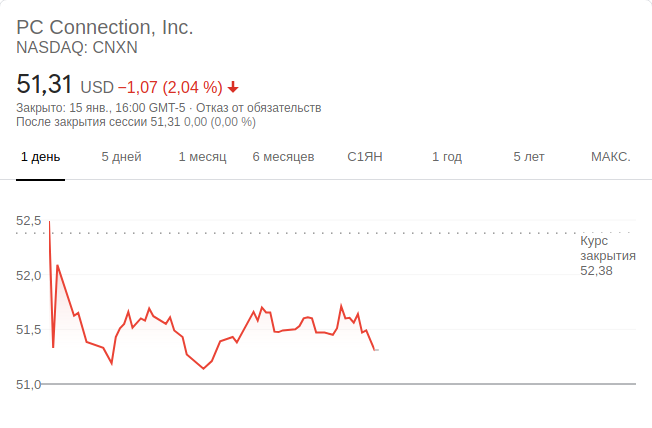 PC Connection, Inc.
NASDAQ: CNXN
51,31 USD −1,07 (2,04 %)
Закрыто: 15 янв., 16:00 GMT-5 · Отказ от обязательств
После закрытия сессии 51,31 0,00 (0,00 %)
1 день 5 дней 1 месяц 6 месяцев С1ЯН 1 год 5 лет МАКС.
52,5
Курс
закрытия
52,38
52,0
51,5
51,0